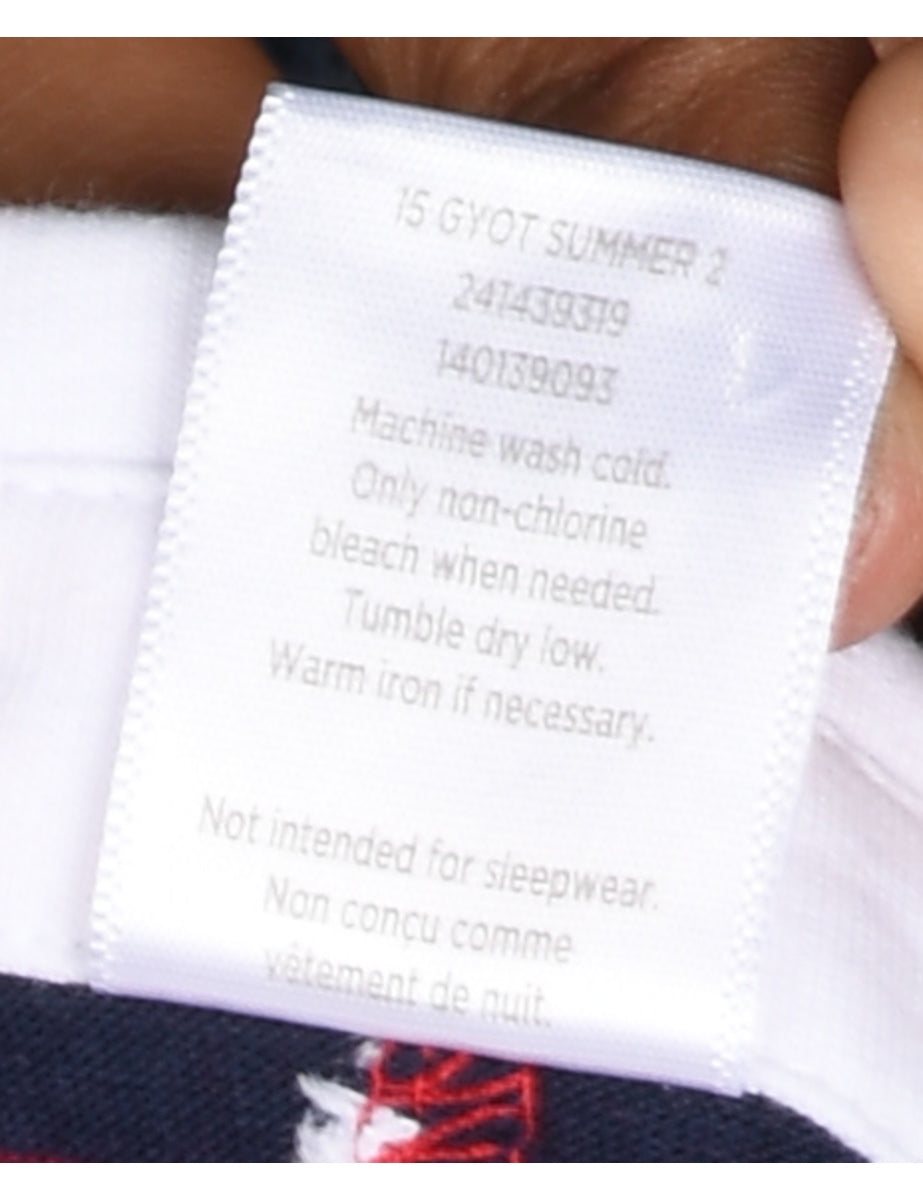 15 GYOT SUMMER 2
241439319
140139093
Machine wash cold.
Only non-chlorine
bleach when needed.
Tumble dry low.
Warm iron if necessary.
Not intended for sleepwear.
Non conçu comme
vêtement de nuit.